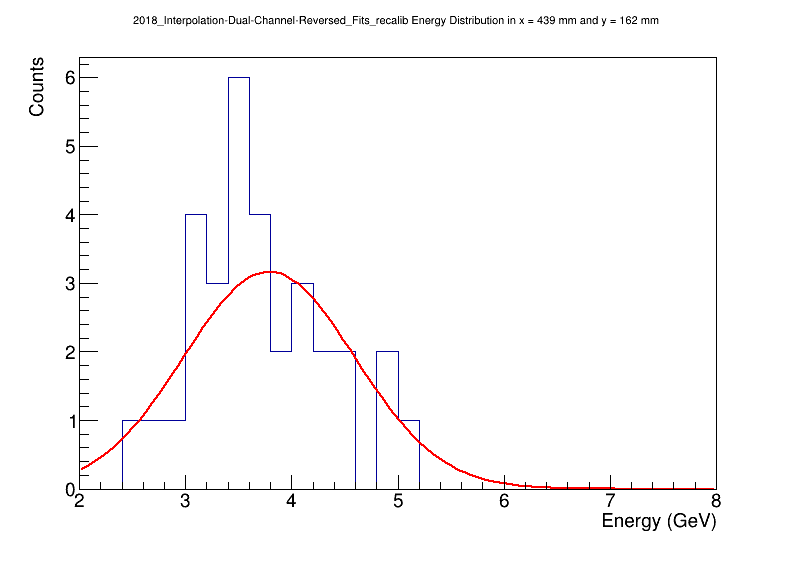 2018_Interpolation-Dual-Channel-Reversed_Fits_recalib Energy Distribution in x = 439 mm and y = 162 mm
Counts
6
5
4
3
2
1
0
2 3 4 5 6 7 8
Energy (GeV)